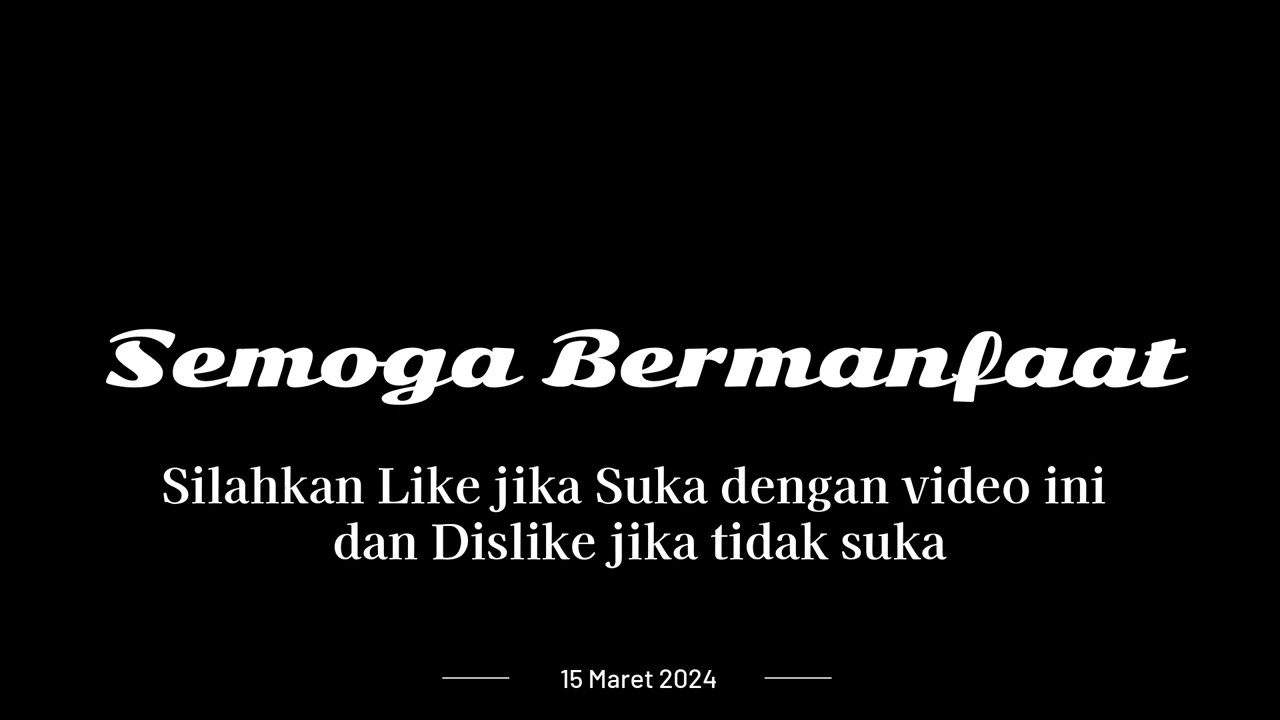 Semoga Bermanfaat
Silahkan Like jika Suka dengan video ini
dan Dislike jika tidak suka
15 Maret 2024